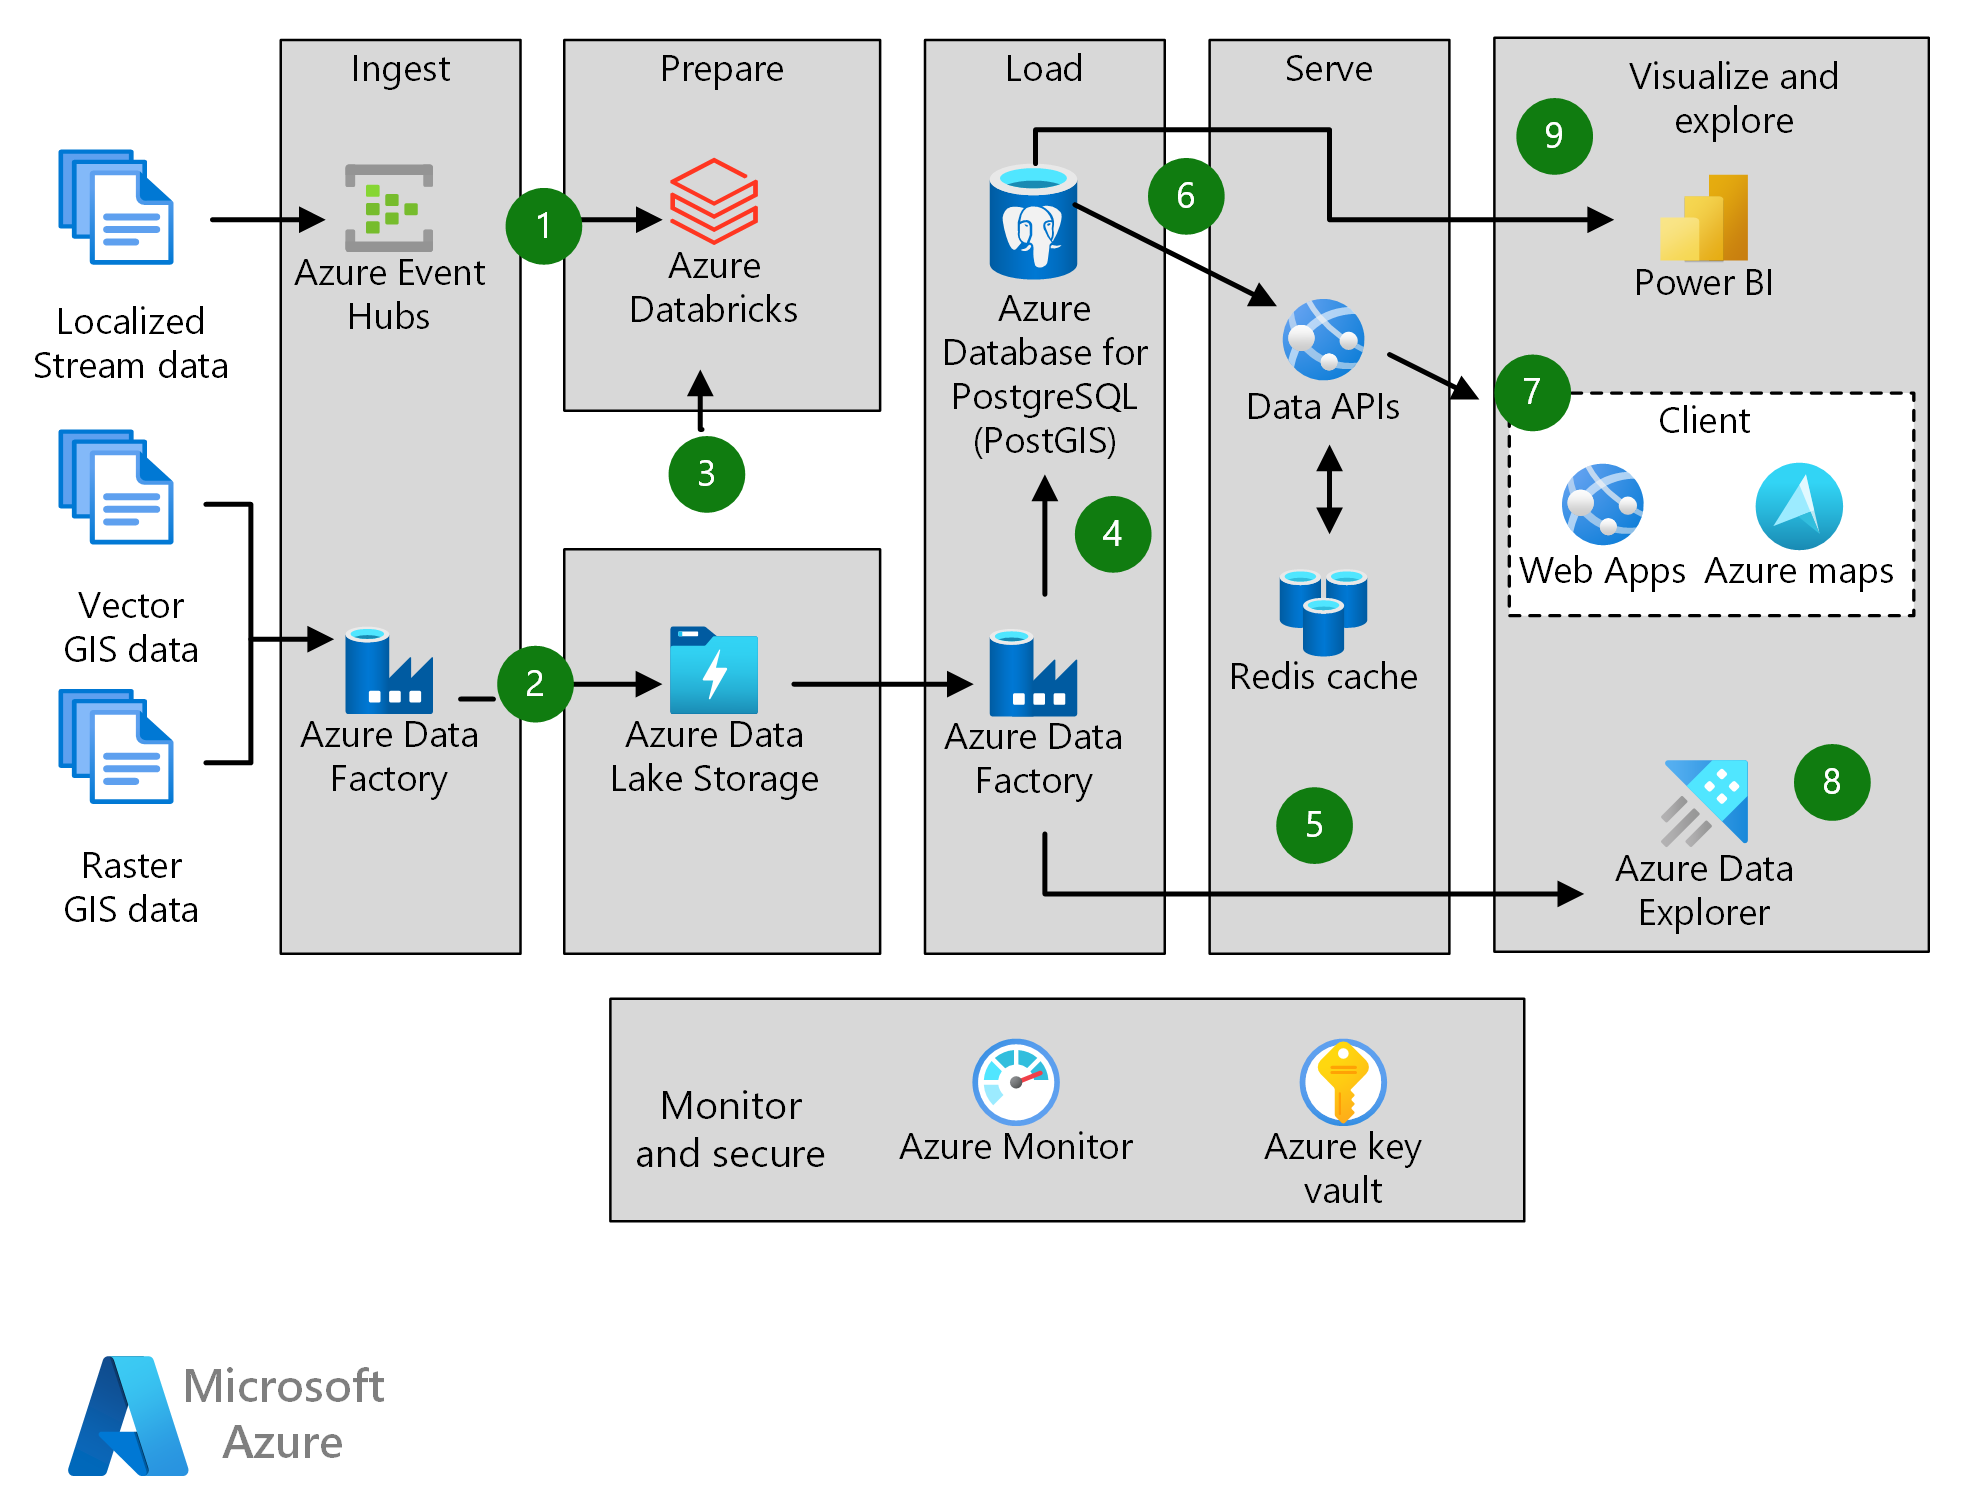 Ingest
Prepare
Load
Serve
Visualize and
explore
9
6
1
Azure Event
Hubs
Azure
Databricks
Azure
Database for
PostgreSQL
(PostGIS)
Power BI
Localized
Stream data
Data APIs
7
Client
3
4
Web Apps
Azure maps
Vector
GIS data
2
Redis cache
Azure Data
Factory
Azure Data
Lake Storage
Azure Data
Factory
5
8
Raster
GIS data
Azure Data
Explorer
Monitor
and secure
Azure Monitor
Azure key
vault
Microsoft
Azure